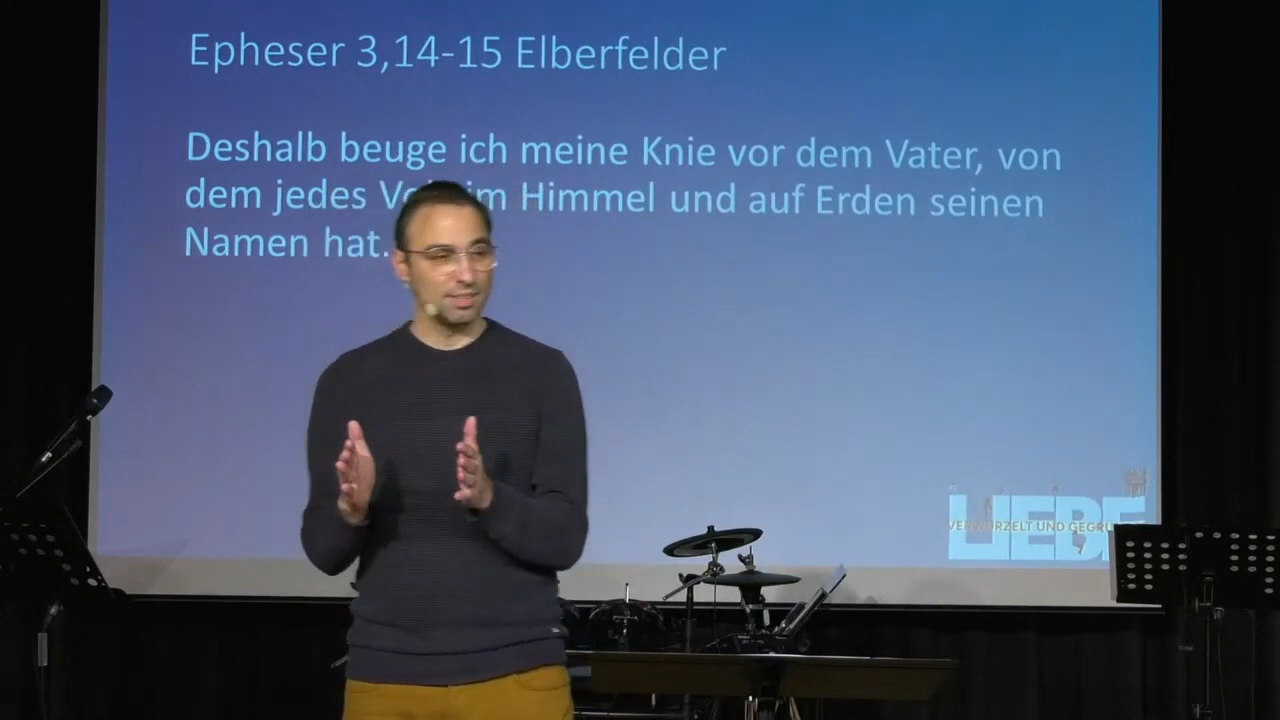 Epheser 3,14-15 Elberfelder
Deshalb beuge ich meine Knie vor dem Vater, von
dem jedes im Himmel und auf Erden seinen
Namen hat.
LIEBE
UND